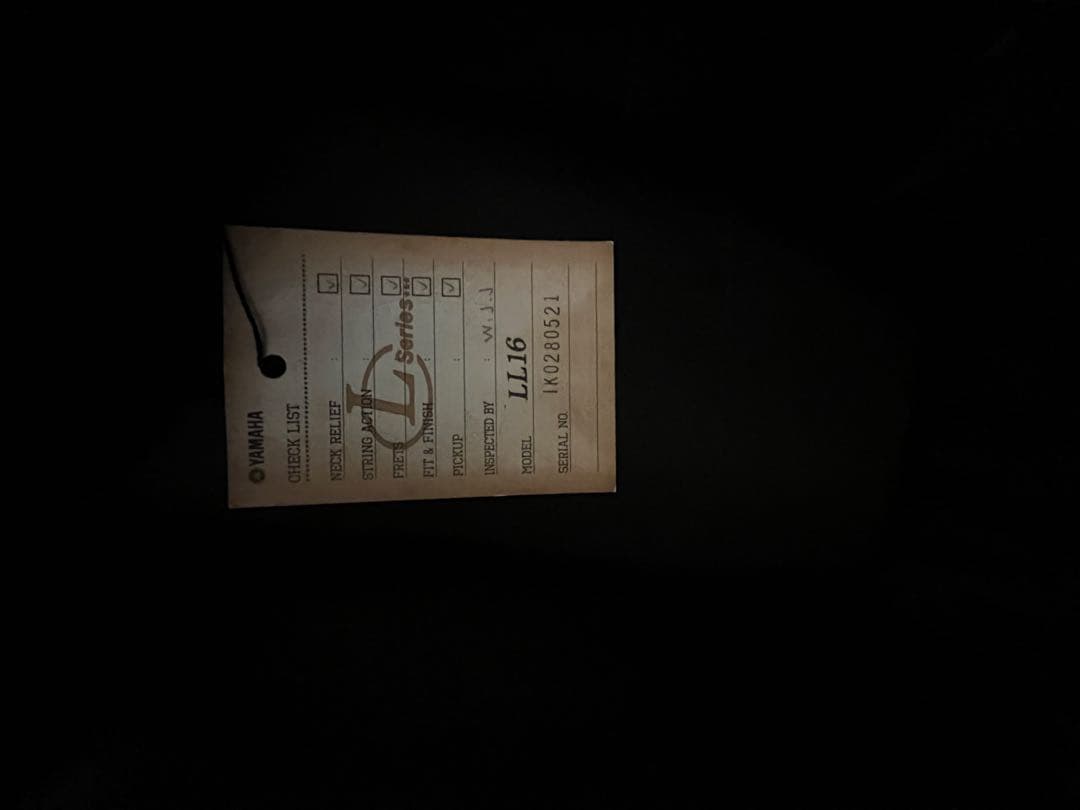 YAMAHA
CHECK LIST
NECK RELIEF :
STRING ACTION
FRETS
FIT & FINISH :
PICKUP :
L Series
INSPECTED BY : W.J.J
MODEL LL16
SERIAL NO. IK0280521